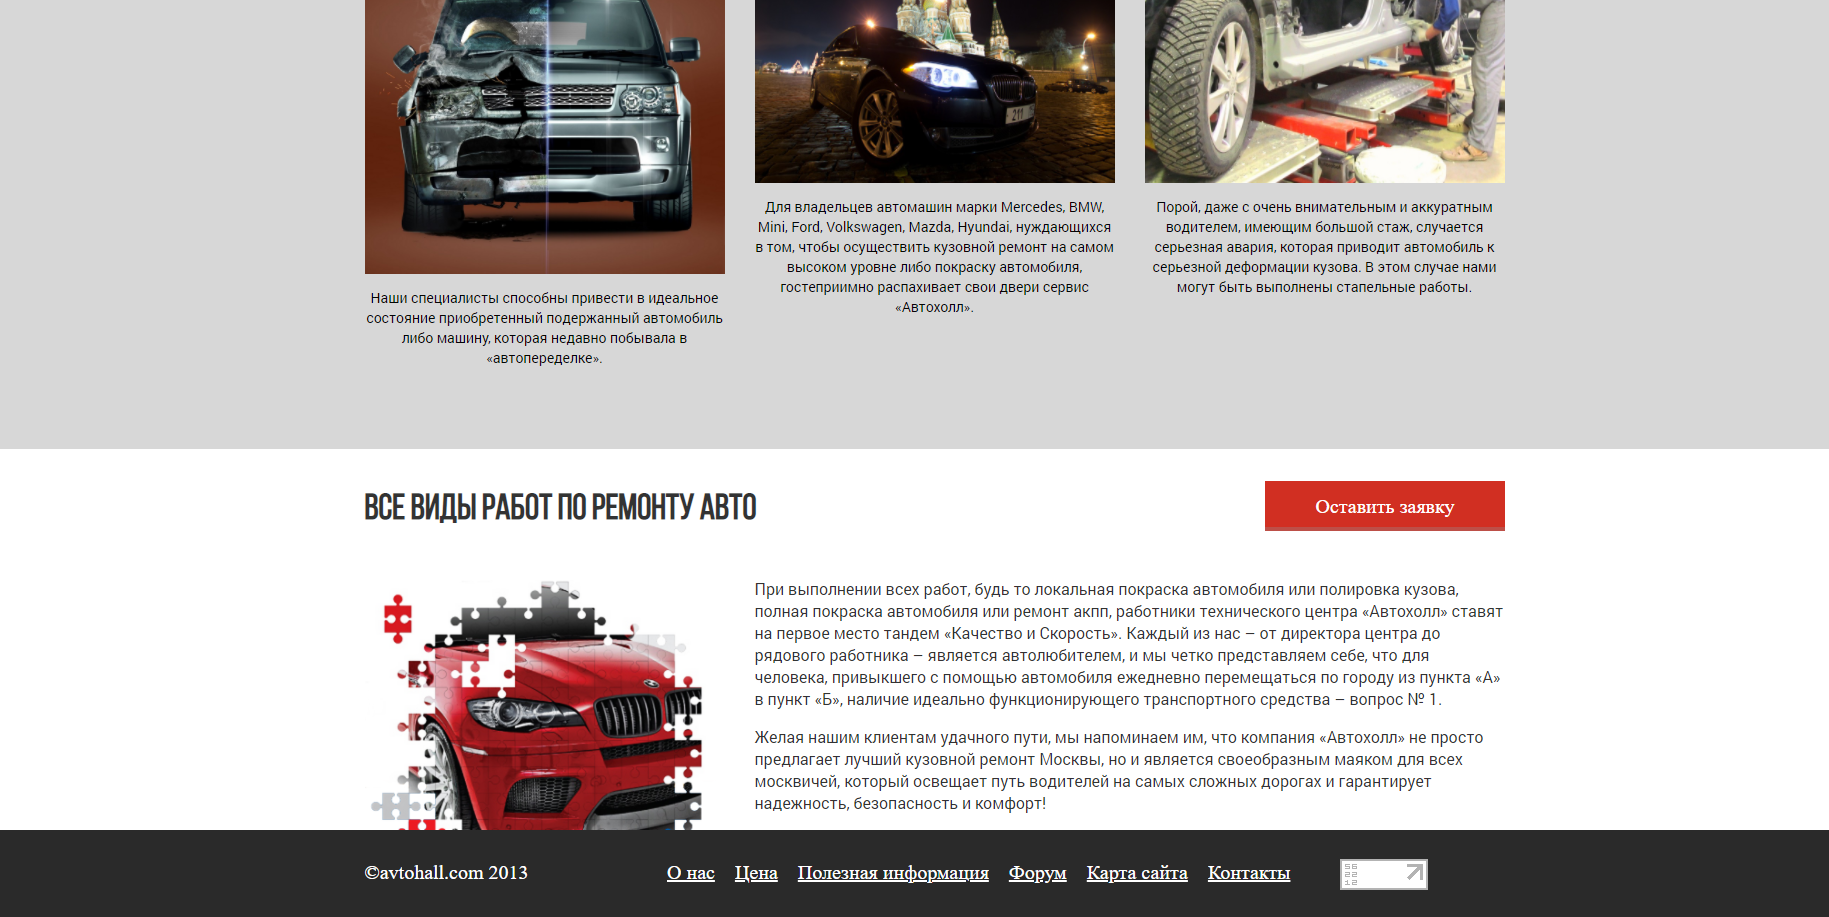 211
Наши специалисты способны привести в идеальное
состояние приобретенный подержанный автомобиль
либо машину, которая недавно побывала в
«автопеределке».
Для владельцев автомашин марки Mercedes, BMW,
Mini, Ford, Volkswagen, Mazda, Hyundai, нуждающихся
в том, чтобы осуществить кузовной ремонт на самом
высоком уровне либо покраску автомобиля,
гостеприимно распахивает свои двери сервис
«Автохолл».
Порой, даже с очень внимательным и аккуратным
водителем, имеющим большой стаж, случается
серьезная авария, которая приводит автомобиль к
серьезной деформации кузова. В этом случае нами
могут быть выполнены стапельные работы.
ВСЕ ВИДЫ РАБОТ ПО РЕМОНТУ АВТО
Оставить заявку
При выполнении всех работ, будь то локальная покраска автомобиля или полировка кузова,
полная покраска автомобиля или ремонт акпп, работники технического центра «Автохолл» ставят
на первое место тандем «Качество и Скорость». Каждый из нас – от директора центра до
рядового работника – является автолюбителем, и мы четко представляем себе, что для
человека, привыкшего с помощью автомобиля ежедневно перемещаться по городу из пункта «А»
в пункт «Б», наличие идеально функционирующего транспортного средства – вопрос № 1.
Желая нашим клиентам удачного пути, мы напоминаем им, что компания «Автохолл» не просто
предлагает лучший кузовной ремонт Москвы, но и является своеобразным маяком для всех
москвичей, который освещает путь водителей на самых сложных дорогах и гарантирует
надежность, безопасность и комфорт!
©avtohall.com 2013
О нас Цена Полезная информация Форум Карта сайта Контакты
56
22
12